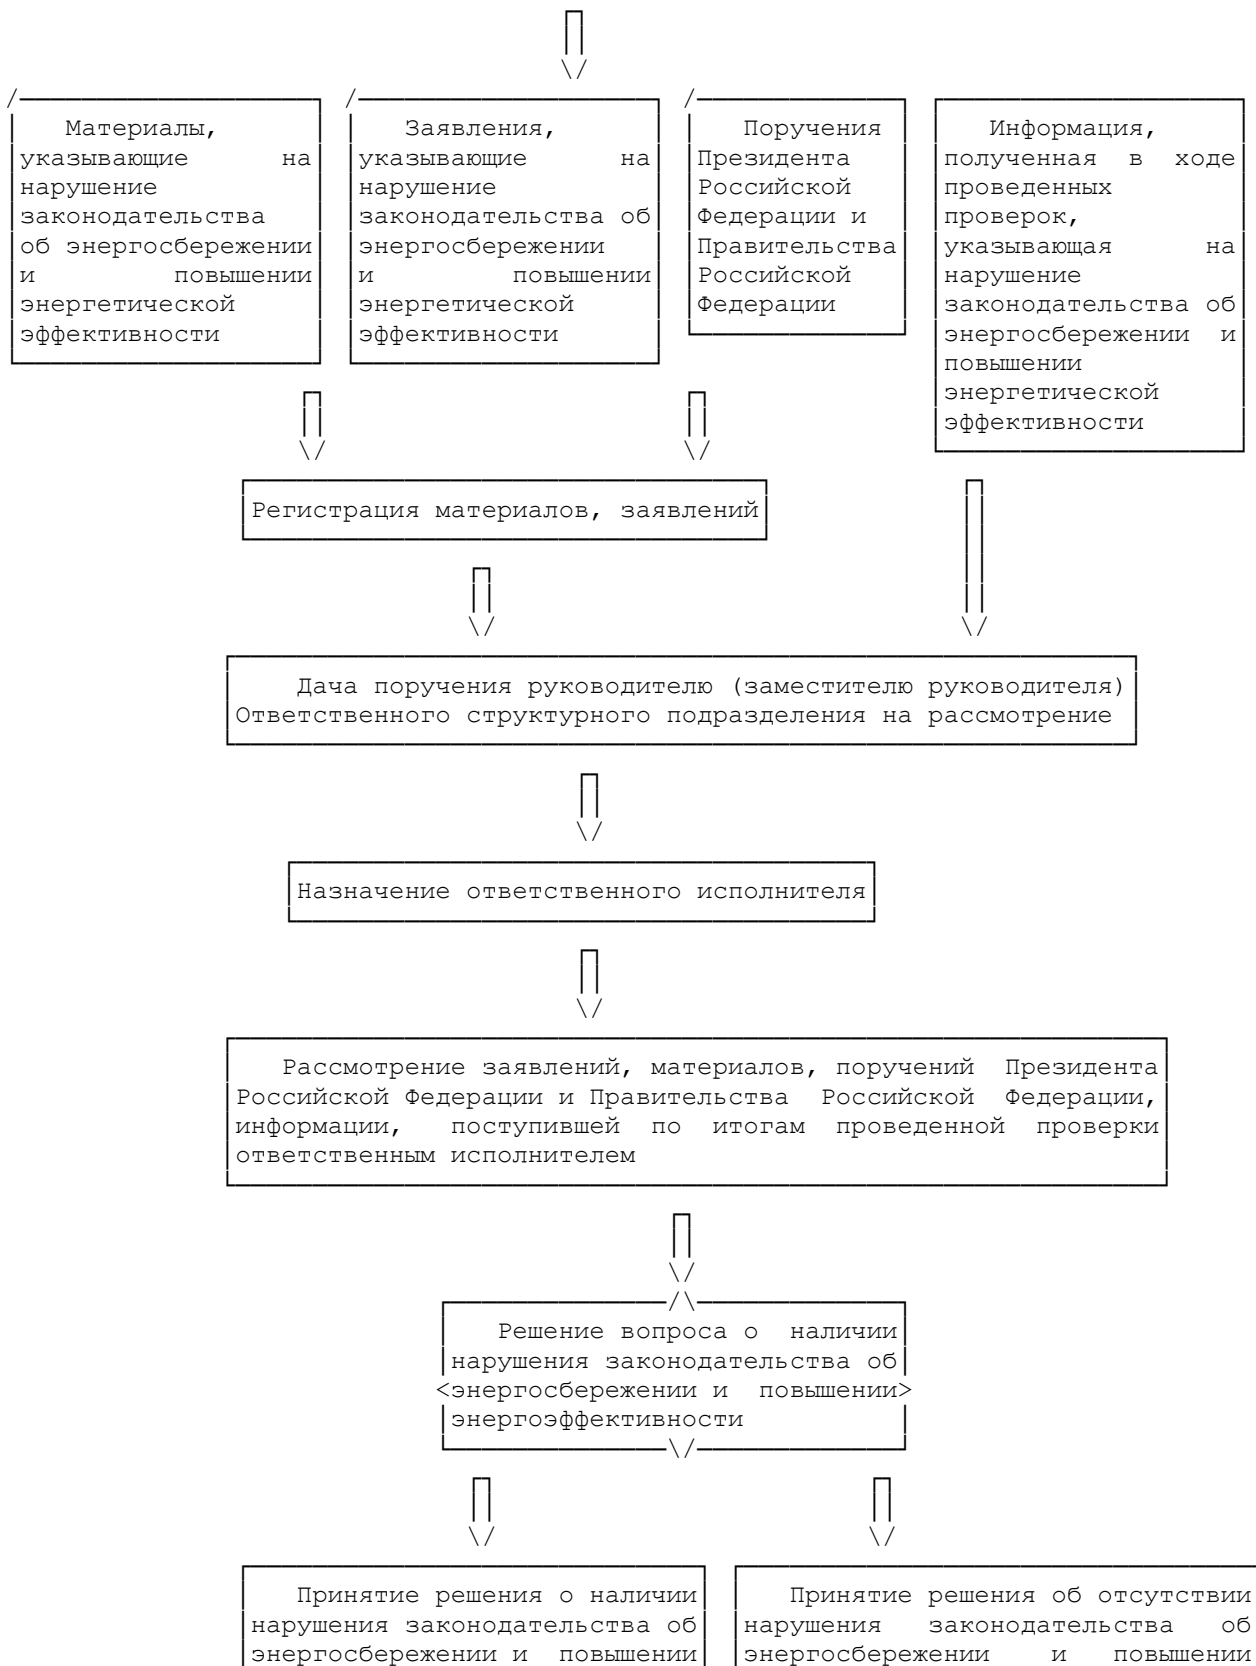 Материалы,
указывающие на
нарушение
законодательства
об энергосбережении
и повышении
энергетической
эффективности
Заявления,
указывающие на
нарушение
законодательства об
энергосбережении
и повышении
энергетической
эффективности
Поручения
Президента
Российской
Федерации и
Правительства
Российской
Федерации
Информация,
полученная в ходе
проведенных
проверок,
указывающая на
нарушение
законодательства об
энергосбережении и
повышении
энергетической
эффективности
Регистрация материалов, заявлений
Дача поручения руководителю (заместителю руководителя)
Ответственного структурного подразделения на рассмотрение
Назначение ответственного исполнителя
Рассмотрение заявлений, материалов, поручений Президента
Российской Федерации и Правительства Российской Федерации,
информации, поступившей по итогам проведенной проверки
ответственным исполнителем
Решение вопроса о наличии
нарушения законодательства об
энергосбережении и повышении
энергоэффективности
Принятие решения о наличии
нарушения законодательства об
энергосбережении и повышении
Принятие решения об отсутствии
нарушения законодательства об
энергосбережении и повышении